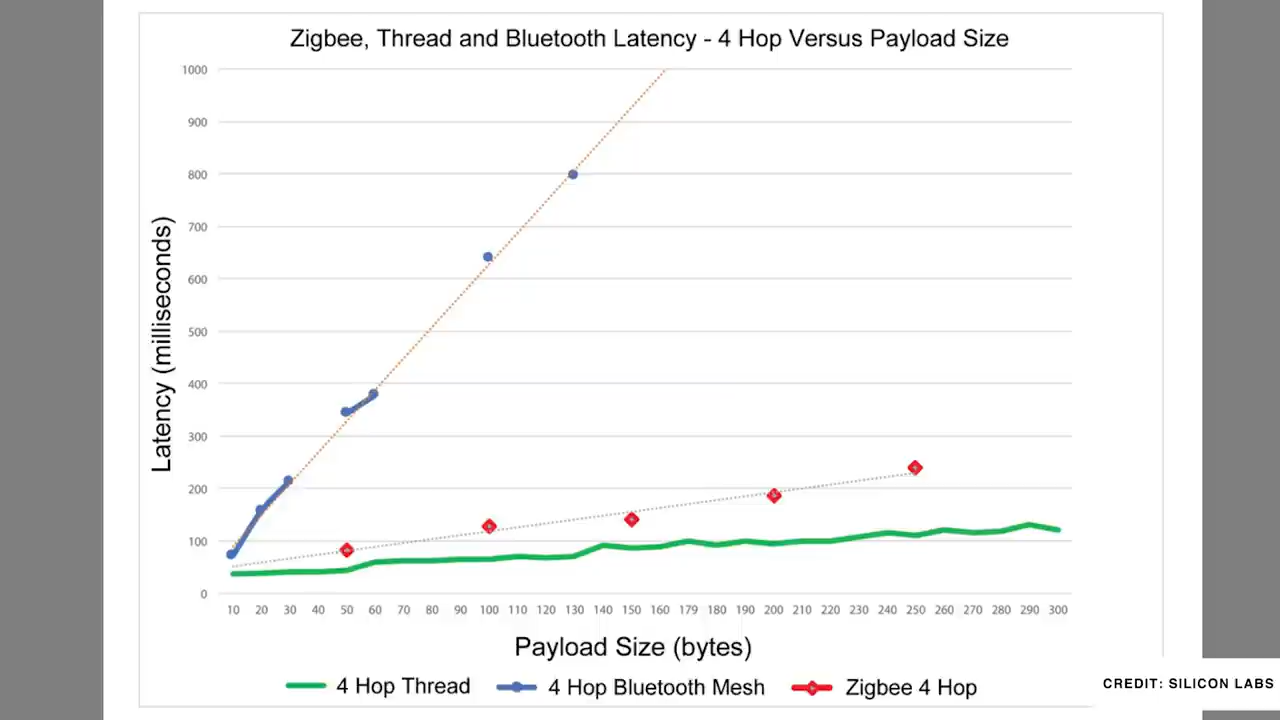 Zigbee, Thread and Bluetooth Latency - 4 Hop Versus Payload Size
1000
900
800
700
600
500
400
300
200
100
0
Latency (milliseconds)
10 20 30 40 50 60 70 80 90 100 110 120 130 140 150 160 179 180 190 200 210 220 230 240 250 260 270 280 290 300
Payload Size (bytes)
4 Hop Thread 4 Hop Bluetooth Mesh Zigbee 4 Hop
CREDIT: SILICON LABS